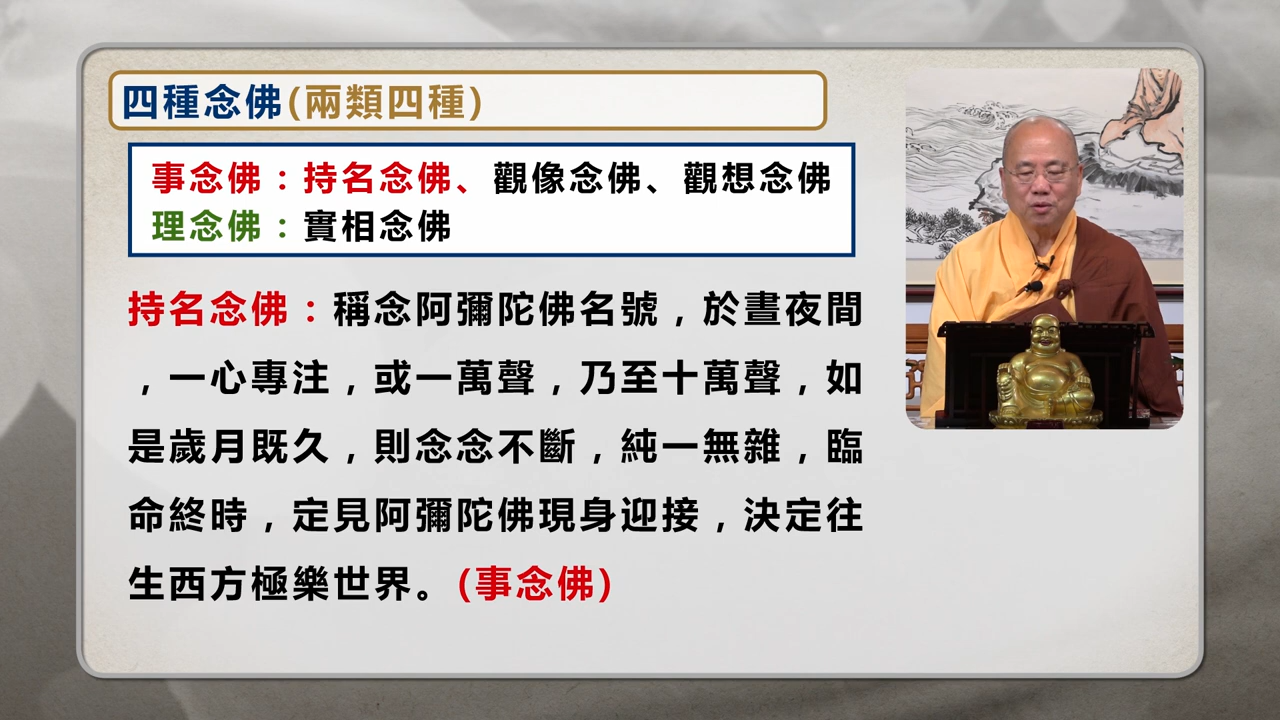 四種念佛(兩類四種)
事念佛：持名念佛、觀像念佛、觀想念佛
理念佛：實相念佛
持名念佛：稱念阿彌陀佛名號，於晝夜間
，一心專注，或一萬聲，乃至十萬聲，如
是歲月既久，則念念不斷，純一無雜，臨
命終時，定見阿彌陀佛現身迎接，決定往
生西方極樂世界。(事念佛)